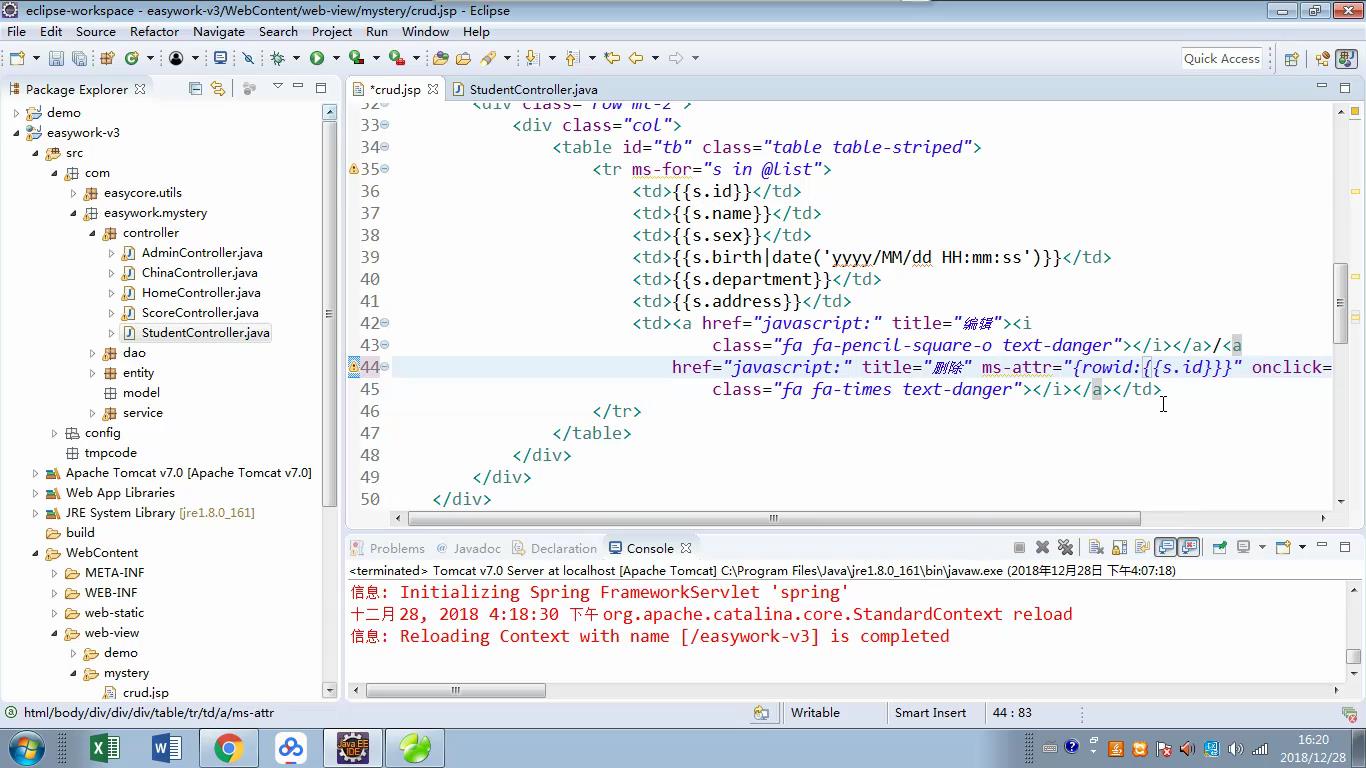 eclipse-workspace - easywork-v3/WebContent/web-view/mystery/crud.jsp - Eclipse
File Edit Source Refactor Navigate Search Project Run Window Help
Quick Access
Package Explorer
demo
easywork-v3
src
com
easycore.utils
easywork.mystery
controller
AdminController.java
ChinaController.java
HomeController.java
ScoreController.java
StudentController.java
dao
entity
model
service
config
tmpcode
Apache Tomcat v7.0 [Apache Tomcat v7.0]
Web App Libraries
JRE System Library [jre1.8.0_161]
build
WebContent
META-INF
WEB-INF
web-static
web-view
demo
mystery
crud.jsp
*crud.jsp StudentController.java
32 <div class="row mt-2">
33 <div class="col">
34 <table id="tb" class="table table-striped">
35 <tr ms-for="s in @list">
36 <td>{{s.id}}</td>
37 <td>{{s.name}}</td>
38 <td>{{s.sex}}</td>
39 <td>{{s.birth|date('yyyy/MM/dd HH:mm:ss')}}</td>
40 <td>{{s.department}}</td>
41 <td>{{s.address}}</td>
42 <td><a href="javascript:" title="编辑"><i
43 class="fa fa-pencil-square-o text-danger"></i></a>/<a
44 href="javascript:" title="删除" ms-attr="{rowid:{{s.id}}}" onclick=
45 class="fa fa-times text-danger"></i></a></td>
46 </tr>
47 </table>
48 </div>
49 </div>
50 </div>
Problems @ Javadoc Declaration Console
<terminated> Tomcat v7.0 Server at localhost [Apache Tomcat] C:\Program Files\Java\jre1.8.0_161\bin\javaw.exe (2018年12月28日 下午4:07:18)
信息: Initializing Spring FrameworkServlet 'spring'
十二月 28, 2018 4:18:30 下午 org.apache.catalina.core.StandardContext reload
信息: Reloading Context with name [/easywork-v3] is completed
html/body/div/div/div/table/tr/td/a/ms-attr
Writable
Smart Insert
44 : 83
Java EE
IDE
16:20
2018/12/28